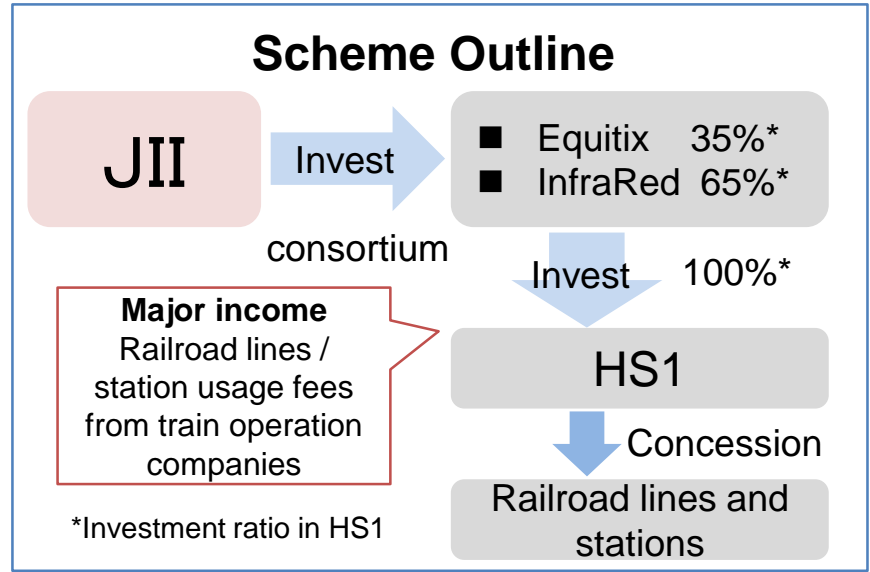 Scheme Outline
JII
Invest
■ Equitix 35%*
■ InfraRed 65%*
consortium
Invest
100%*
Major income
Railroad lines /
station usage fees
from train operation
companies
HS1
Concession
Railroad lines and
stations
*Investment ratio in HS1